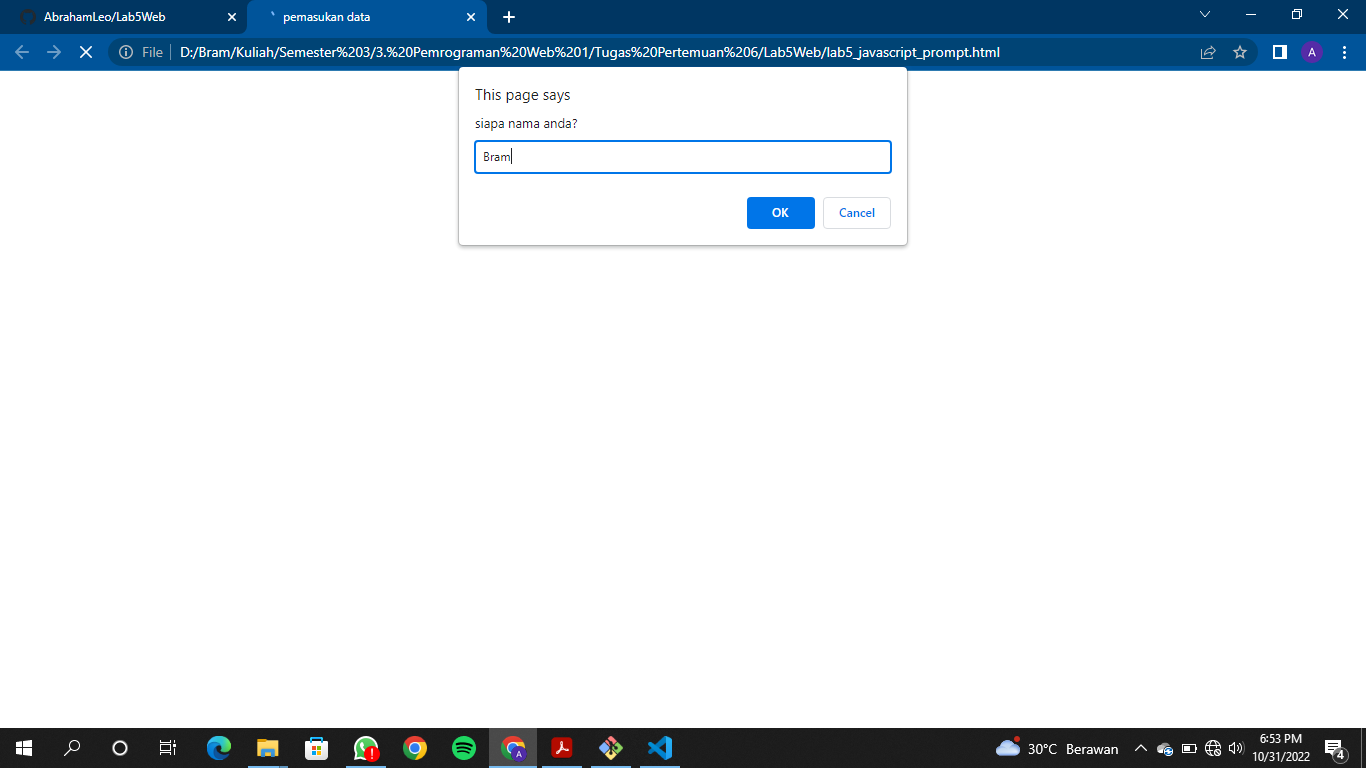 AbrahamLeo/Lab5Web
pemasukan data
File
D:/Bram/Kuliah/Semester%203/3.%20Pemrograman%20Web%201/Tugas%20Pertemuan%206/Lab5Web/lab5_javascript_prompt.html
A
This page says
siapa nama anda?
Bram
OK
Cancel
A
30°C Berawan
6:53 PM
10/31/2022
4